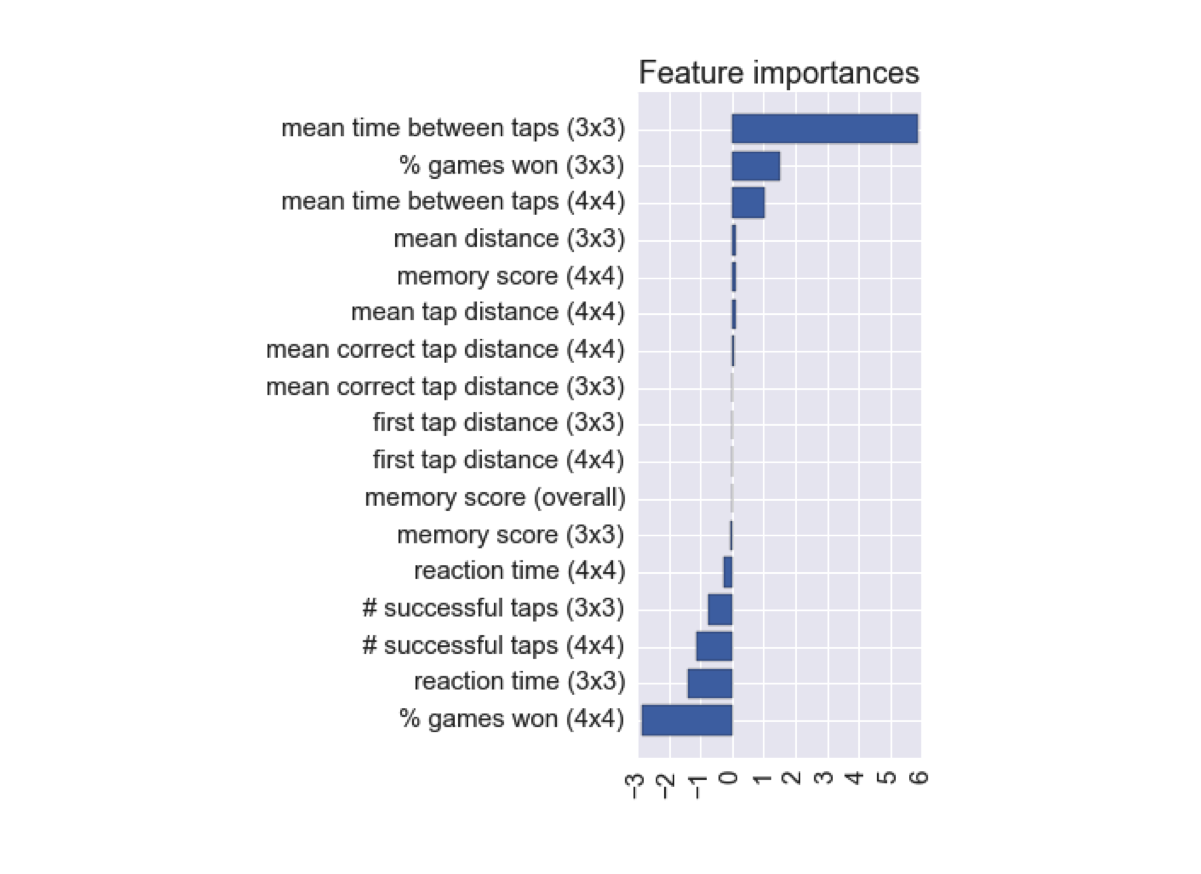 Feature importances
mean time between taps (3x3)
% games won (3x3)
mean time between taps (4x4)
mean distance (3x3)
memory score (4x4)
mean tap distance (4x4)
mean correct tap distance (4x4)
mean correct tap distance (3x3)
first tap distance (3x3)
first tap distance (4x4)
memory score (overall)
memory score (3x3)
reaction time (4x4)
# successful taps (3x3)
# successful taps (4x4)
reaction time (3x3)
% games won (4x4)
−3 −2 −1 0 1 2 3 4 5 6